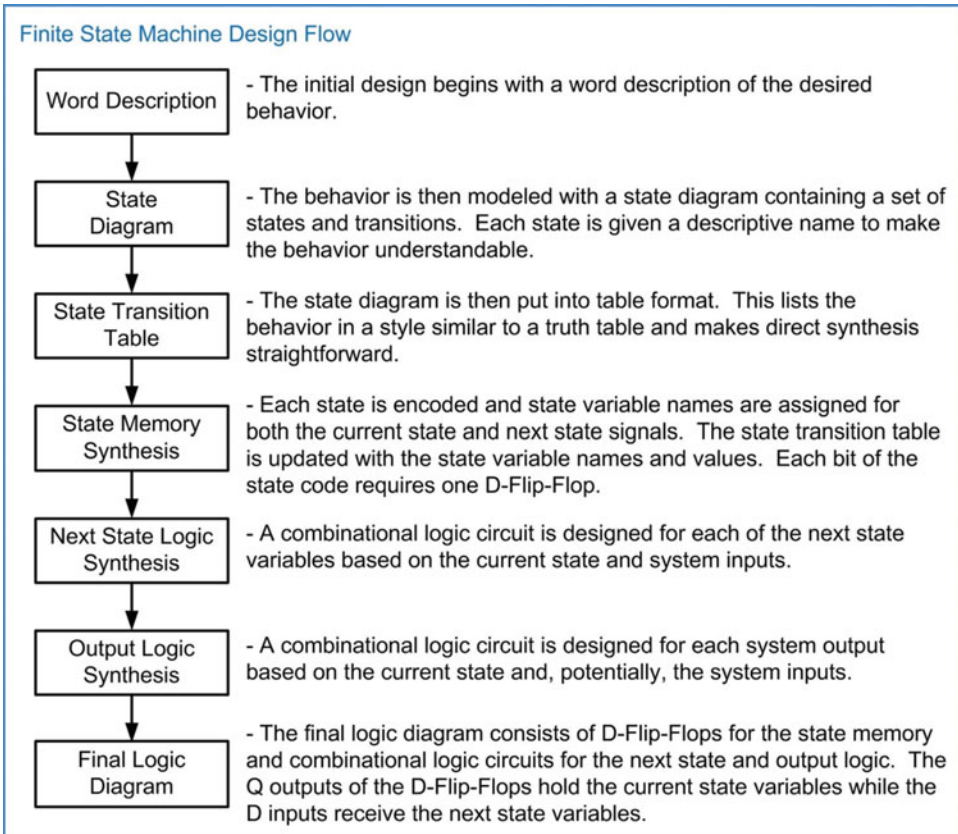 Finite State Machine Design Flow
Word Description
- The initial design begins with a word description of the desired
behavior.
State
Diagram
- The behavior is then modeled with a state diagram containing a set of
states and transitions.  Each state is given a descriptive name to make
the behavior understandable.
State Transition
Table
- The state diagram is then put into table format.  This lists the
behavior in a style similar to a truth table and makes direct synthesis
straightforward.
State Memory
Synthesis
- Each state is encoded and state variable names are assigned for
both the current state and next state signals.  The state transition table
is updated with the state variable names and values.  Each bit of the
state code requires one D-Flip-Flop.
Next State Logic
Synthesis
- A combinational logic circuit is designed for each of the next state
variables based on the current state and system inputs.
Output Logic
Synthesis
- A combinational logic circuit is designed for each system output
based on the current state and, potentially, the system inputs.
Final Logic
Diagram
- The final logic diagram consists of D-Flip-Flops for the state memory
and combinational logic circuits for the next state and output logic.  The
Q outputs of the D-Flip-Flops hold the current state variables while the
D inputs receive the next state variables.